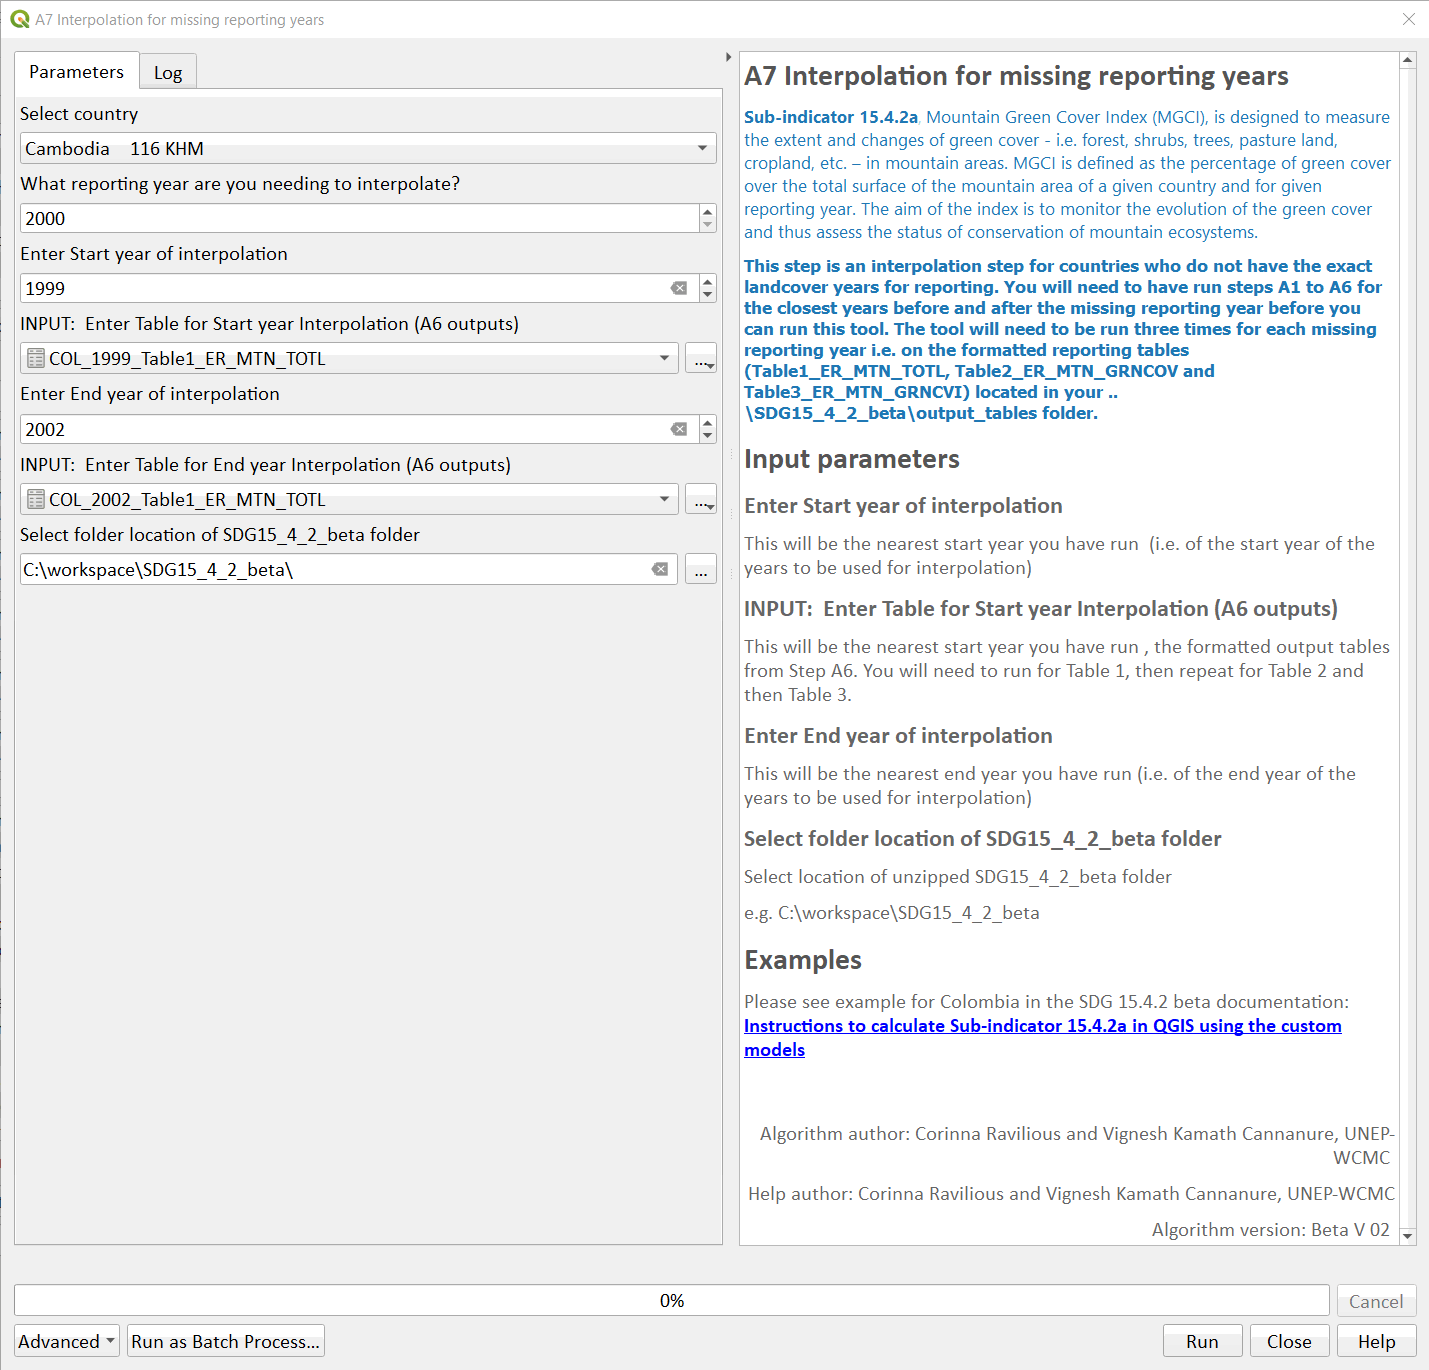 A7 Interpolation for missing reporting years
Parameters
Log
Select country
Cambodia 116 KHM
What reporting year are you needing to interpolate?
2000
Enter Start year of interpolation
1999
INPUT: Enter Table for Start year Interpolation (A6 outputs)
COL_1999_Table1_ER_MTN_TOTL
...
Enter End year of interpolation
2002
INPUT: Enter Table for End year Interpolation (A6 outputs)
COL_2002_Table1_ER_MTN_TOTL
...
Select folder location of SDG15_4_2_beta folder
C:\workspace\SDG15_4_2_beta\
...
A7 Interpolation for missing reporting years
Sub-indicator 15.4.2a, Mountain Green Cover Index (MGCI), is designed to measure
the extent and changes of green cover - i.e. forest, shrubs, trees, pasture land,
cropland, etc. – in mountain areas. MGCI is defined as the percentage of green cover
over the total surface of the mountain area of a given country and for given
reporting year. The aim of the index is to monitor the evolution of the green cover
and thus assess the status of conservation of mountain ecosystems.
This step is an interpolation step for countries who do not have the exact
landcover years for reporting. You will need to have run steps A1 to A6 for
the closest years before and after the missing reporting year before you
can run this tool. The tool will need to be run three times for each missing
reporting year i.e. on the formatted reporting tables
(Table1_ER_MTN_TOTL, Table2_ER_MTN_GRNCOV and
Table3_ER_MTN_GRNCVI) located in your ..
\SDG15_4_2_beta\output_tables folder.
Input parameters
Enter Start year of interpolation
This will be the nearest start year you have run (i.e. of the start year of the
years to be used for interpolation)
INPUT: Enter Table for Start year Interpolation (A6 outputs)
This will be the nearest start year you have run , the formatted output tables
from Step A6. You will need to run for Table 1, then repeat for Table 2 and
then Table 3.
Enter End year of interpolation
This will be the nearest end year you have run (i.e. of the end year of the
years to be used for interpolation)
Select folder location of SDG15_4_2_beta folder
Select location of unzipped SDG15_4_2_beta folder
e.g. C:\workspace\SDG15_4_2_beta
Examples
Please see example for Colombia in the SDG 15.4.2 beta documentation:
Instructions to calculate Sub-indicator 15.4.2a in QGIS using the custom
models
Algorithm author: Corinna Ravilious and Vignesh Kamath Cannanure, UNEP-
WCMC
Help author: Corinna Ravilious and Vignesh Kamath Cannanure, UNEP-WCMC
Algorithm version: Beta V 02
0%
Cancel
Advanced
Run as Batch Process...
Run
Close
Help